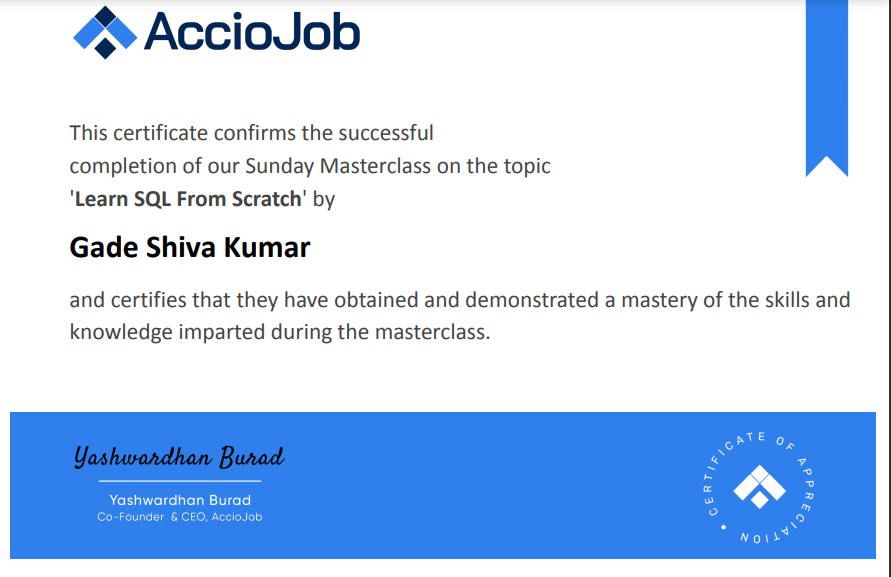 AccioJob
This certificate confirms the successful
completion of our Sunday Masterclass on the topic
'Learn SQL From Scratch' by
Gade Shiva Kumar
and certifies that they have obtained and demonstrated a mastery of the skills and
knowledge imparted during the masterclass.
Yashwardhan Burad
Yashwardhan Burad
Co-Founder & CEO, AccioJob
CERTIFICATE OF APPRECIATION •